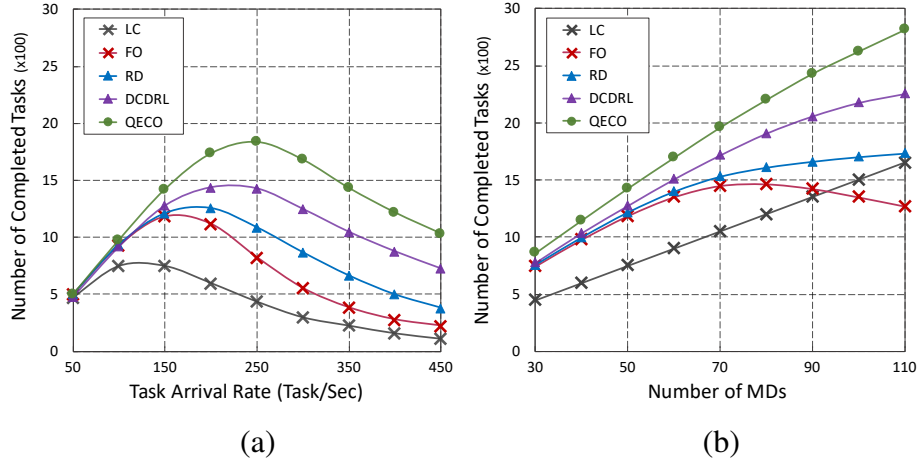 30
25
20
15
10
5
0
Number of Completed Tasks (x100)
LC
FO
RD
DCDRL
QECO
50
150
250
350
450
Task Arrival Rate (Task/Sec)
(a)
30
25
20
15
10
5
0
Number of Completed Tasks (x100)
LC
FO
RD
DCDRL
QECO
30
50
70
90
110
Number of MDs
(b)